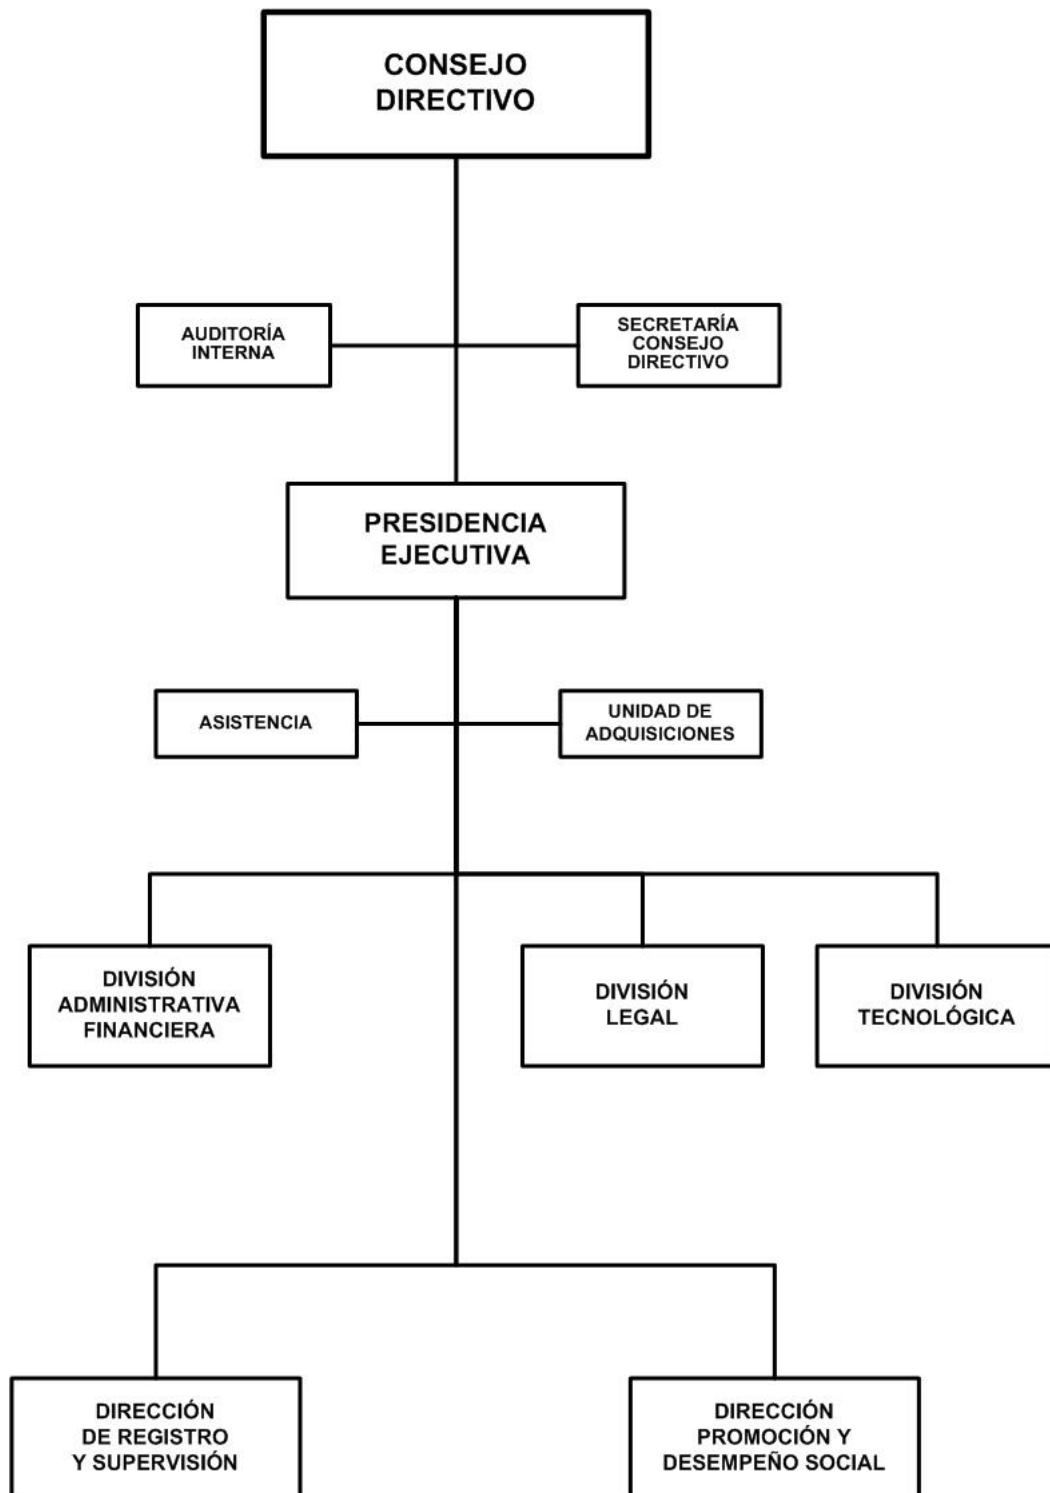 CONSEJO
DIRECTIVO
AUDITORÍA
INTERNA
SECRETARÍA
CONSEJO
DIRECTIVO
PRESIDENCIA
EJECUTIVA
ASISTENCIA
UNIDAD DE
ADQUISICIONES
DIVISIÓN
ADMINISTRATIVA
FINANCIERA
DIVISIÓN
LEGAL
DIVISIÓN
TECNOLÓGICA
DIRECCIÓN
DE REGISTRO
Y SUPERVISIÓN
DIRECCIÓN
PROMOCIÓN Y
DESEMPEÑO SOCIAL